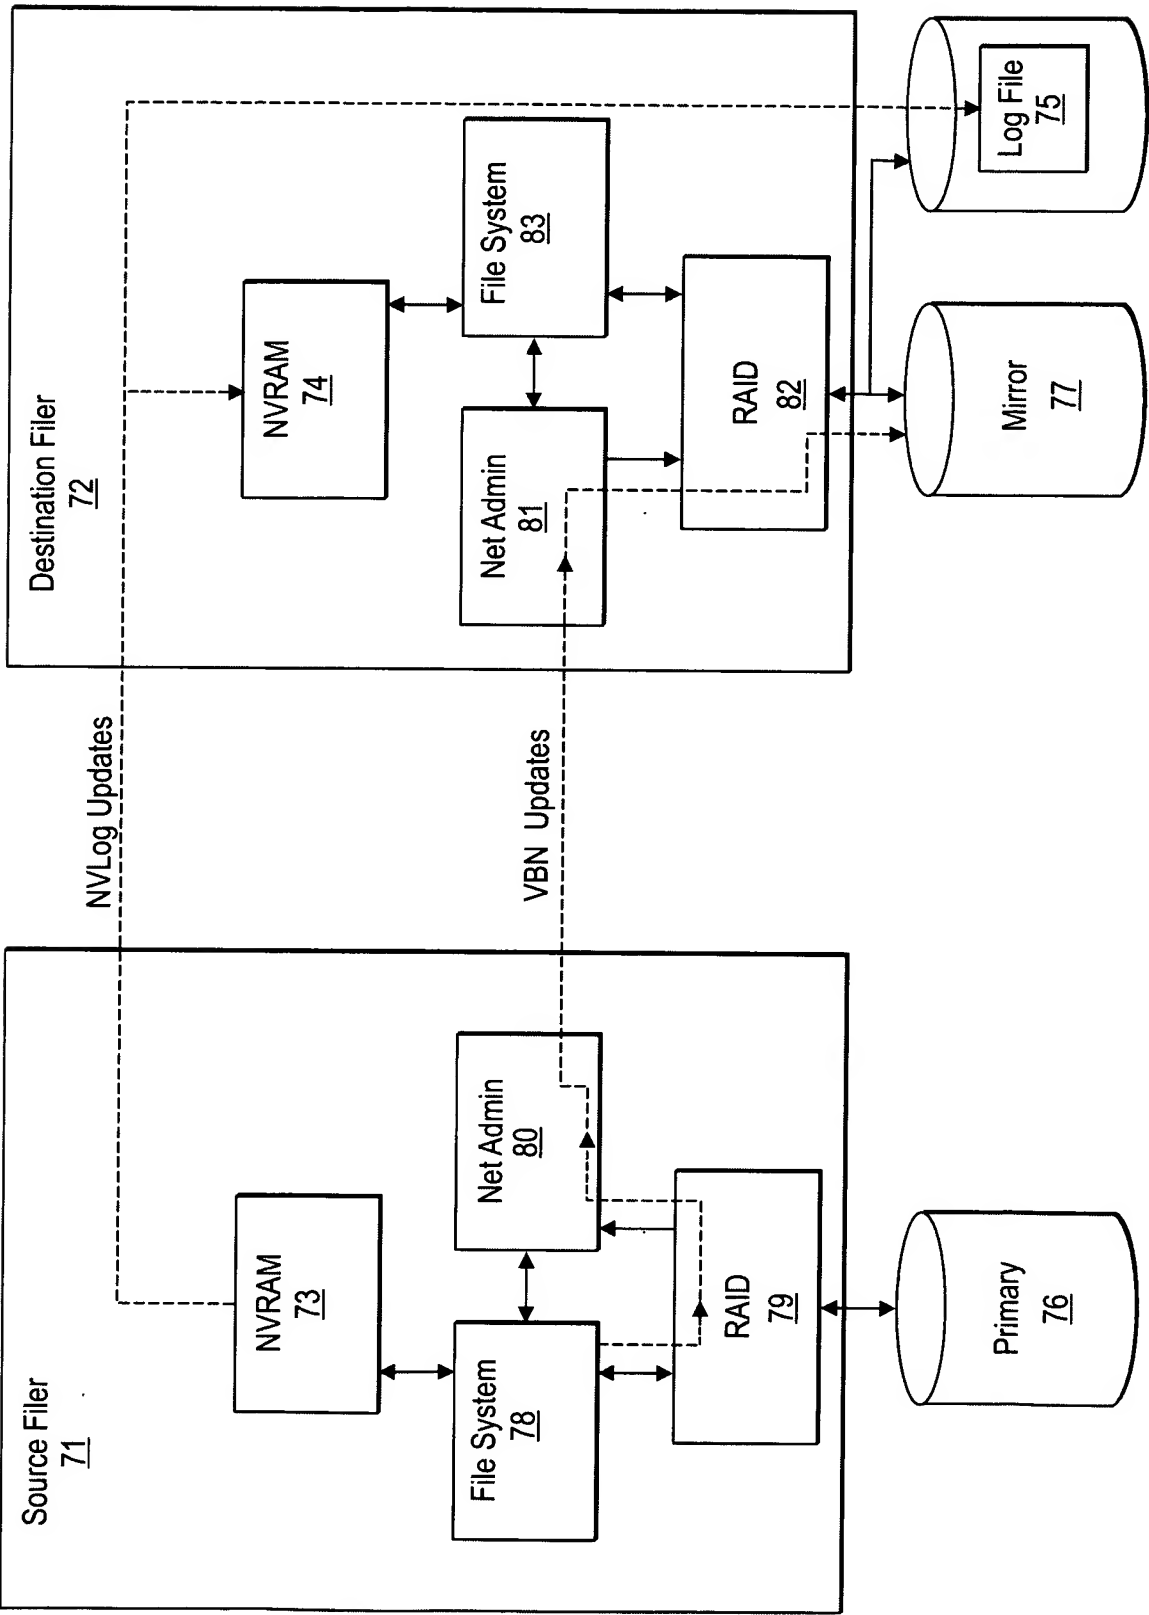 Source Filer
71
NVRAM
73
File System
78
Net Admin
80
RAID
79
Primary
76
NVLog Updates
VBN Updates
Destination Filer
72
NVRAM
74
Net Admin
81
File System
83
RAID
82
Mirror
77
Log File
75